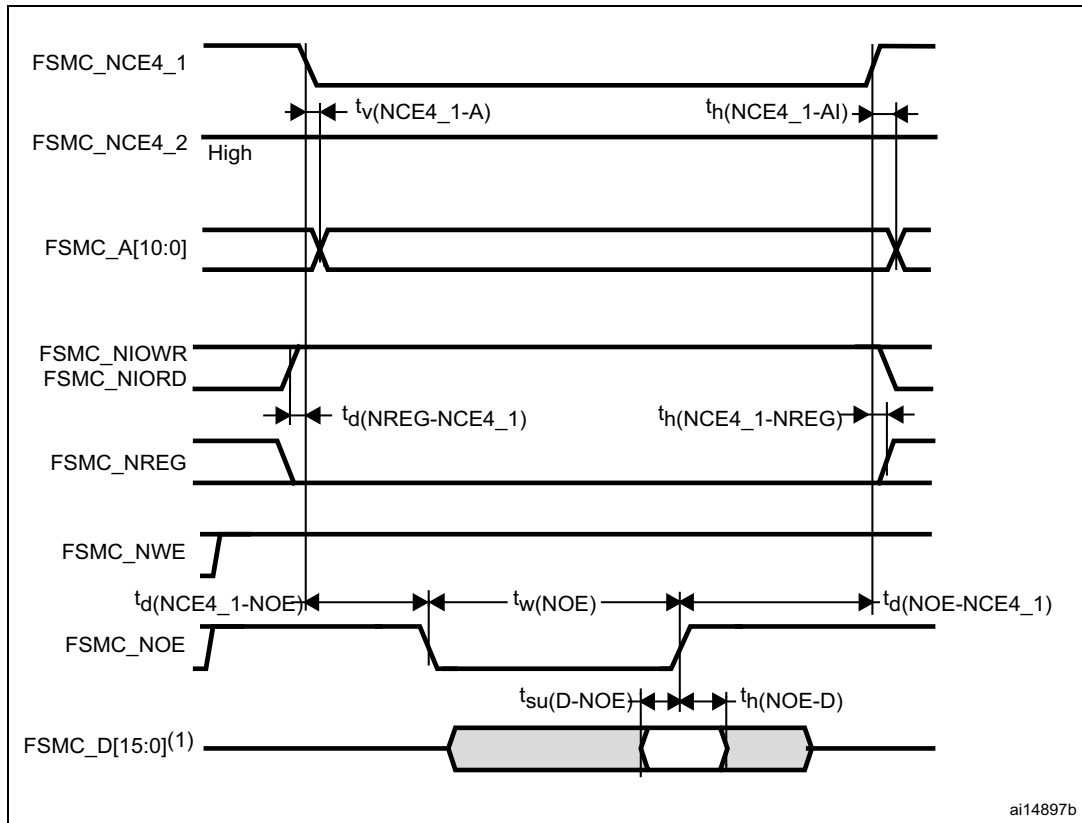 FSMC_NCE4_1
tv(NCE4_1-A)
th(NCE4_1-AI)
FSMC_NCE4_2
High
FSMC_A[10:0]
FSMC_NIOWR
FSMC_NIORD
td(NREG-NCE4_1)
th(NCE4_1-NREG)
FSMC_NREG
FSMC_NWE
td(NCE4_1-NOE)
tw(NOE)
td(NOE-NCE4_1)
FSMC_NOE
tsu(D-NOE)
th(NOE-D)
FSMC_D[15:0](1)
ai14897b